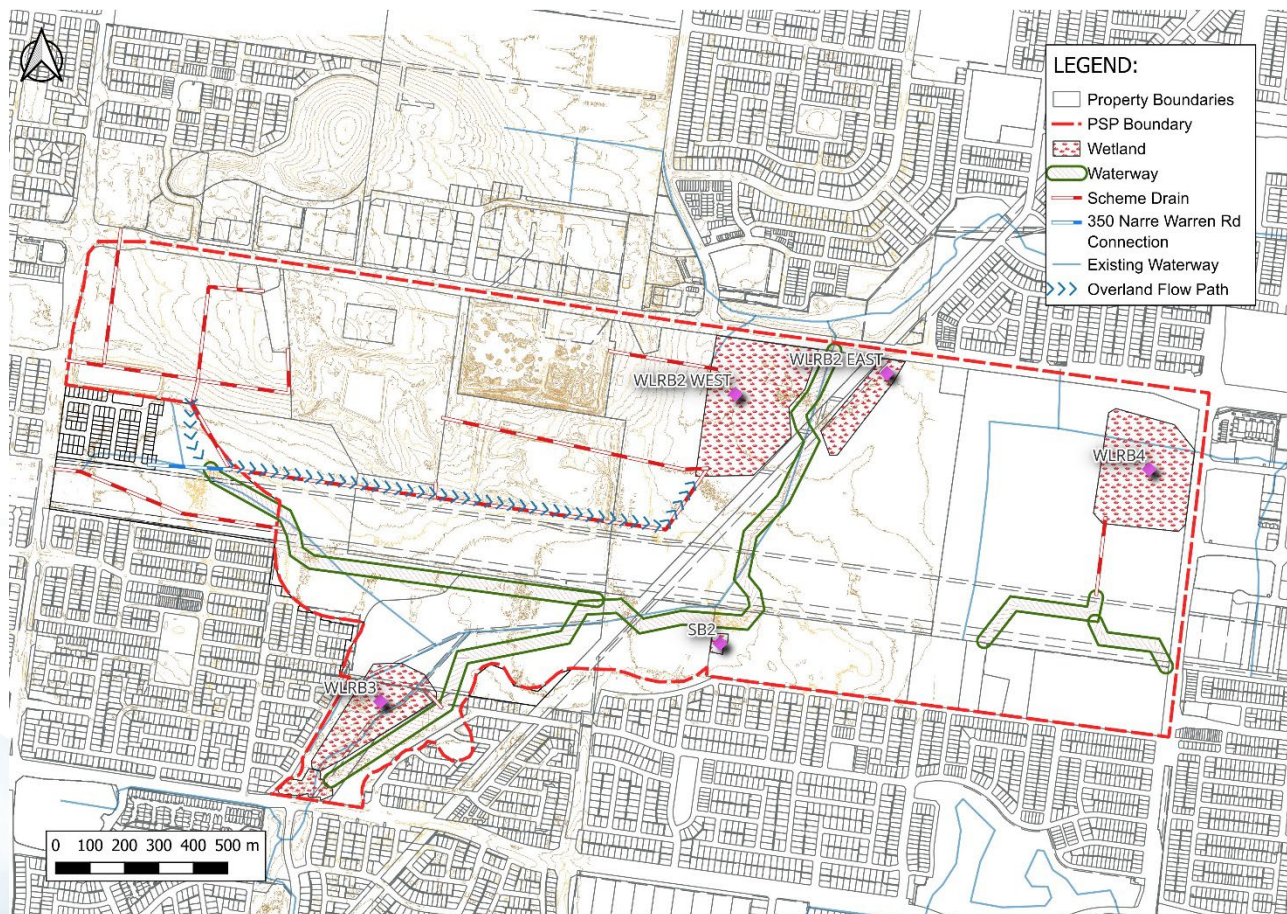 LEGEND:
Property Boundaries
PSP Boundary
Wetland
Waterway
Scheme Drain
350 Narre Warren Rd
Connection
Existing Waterway
Overland Flow Path
WLRB2 EAST
WLRB2 WEST
WLRB4
SB2
WLRB3
0 100 200 300 400 500 m